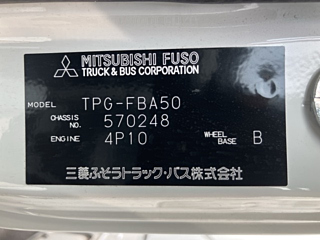 MITSUBISHI FUSO
TRUCK & BUS CORPORATION
MODEL TPG-FBA50
CHASSIS NO. 570248
ENGINE 4P10 WHEEL BASE B
三菱ふそうトラック・バス株式会社